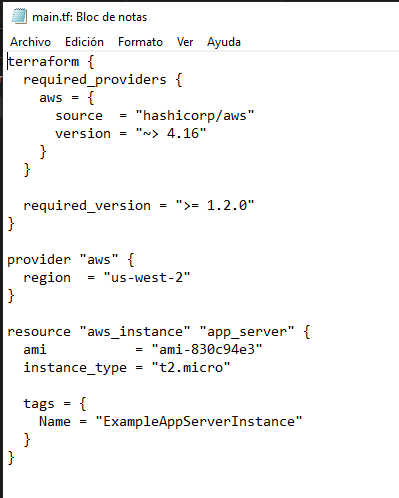 main.tf: Bloc de notas
Archivo Edición Formato Ver Ayuda
terraform {
  required_providers {
    aws = {
      source  = "hashicorp/aws"
      version = "~> 4.16"
    }
  }

  required_version = ">= 1.2.0"
}

provider "aws" {
  region  = "us-west-2"
}

resource "aws_instance" "app_server" {
  ami           = "ami-830c94e3"
  instance_type = "t2.micro"

  tags = {
    Name = "ExampleAppServerInstance"
  }
}